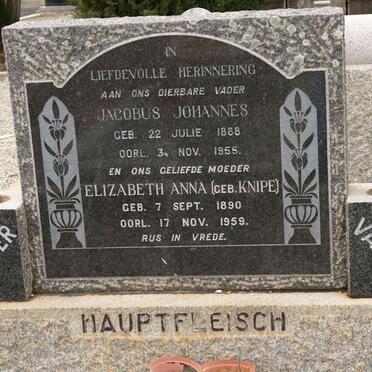 IN
LIEFDEVOLLE HERINNERING
AAN ONS DIERBARE VADER
JACOBUS JOHANNES
GEB. 22 JULIE 1888
OORL. 3 NOV. 1955.
EN ONS GELIEFDE MOEDER
ELIZABETH ANNA (GEB. KNIPE)
GEB. 7 SEPT. 1890
OORL. 17 NOV. 1959.
RUS IN VREDE.
HAUPTFLEISCH